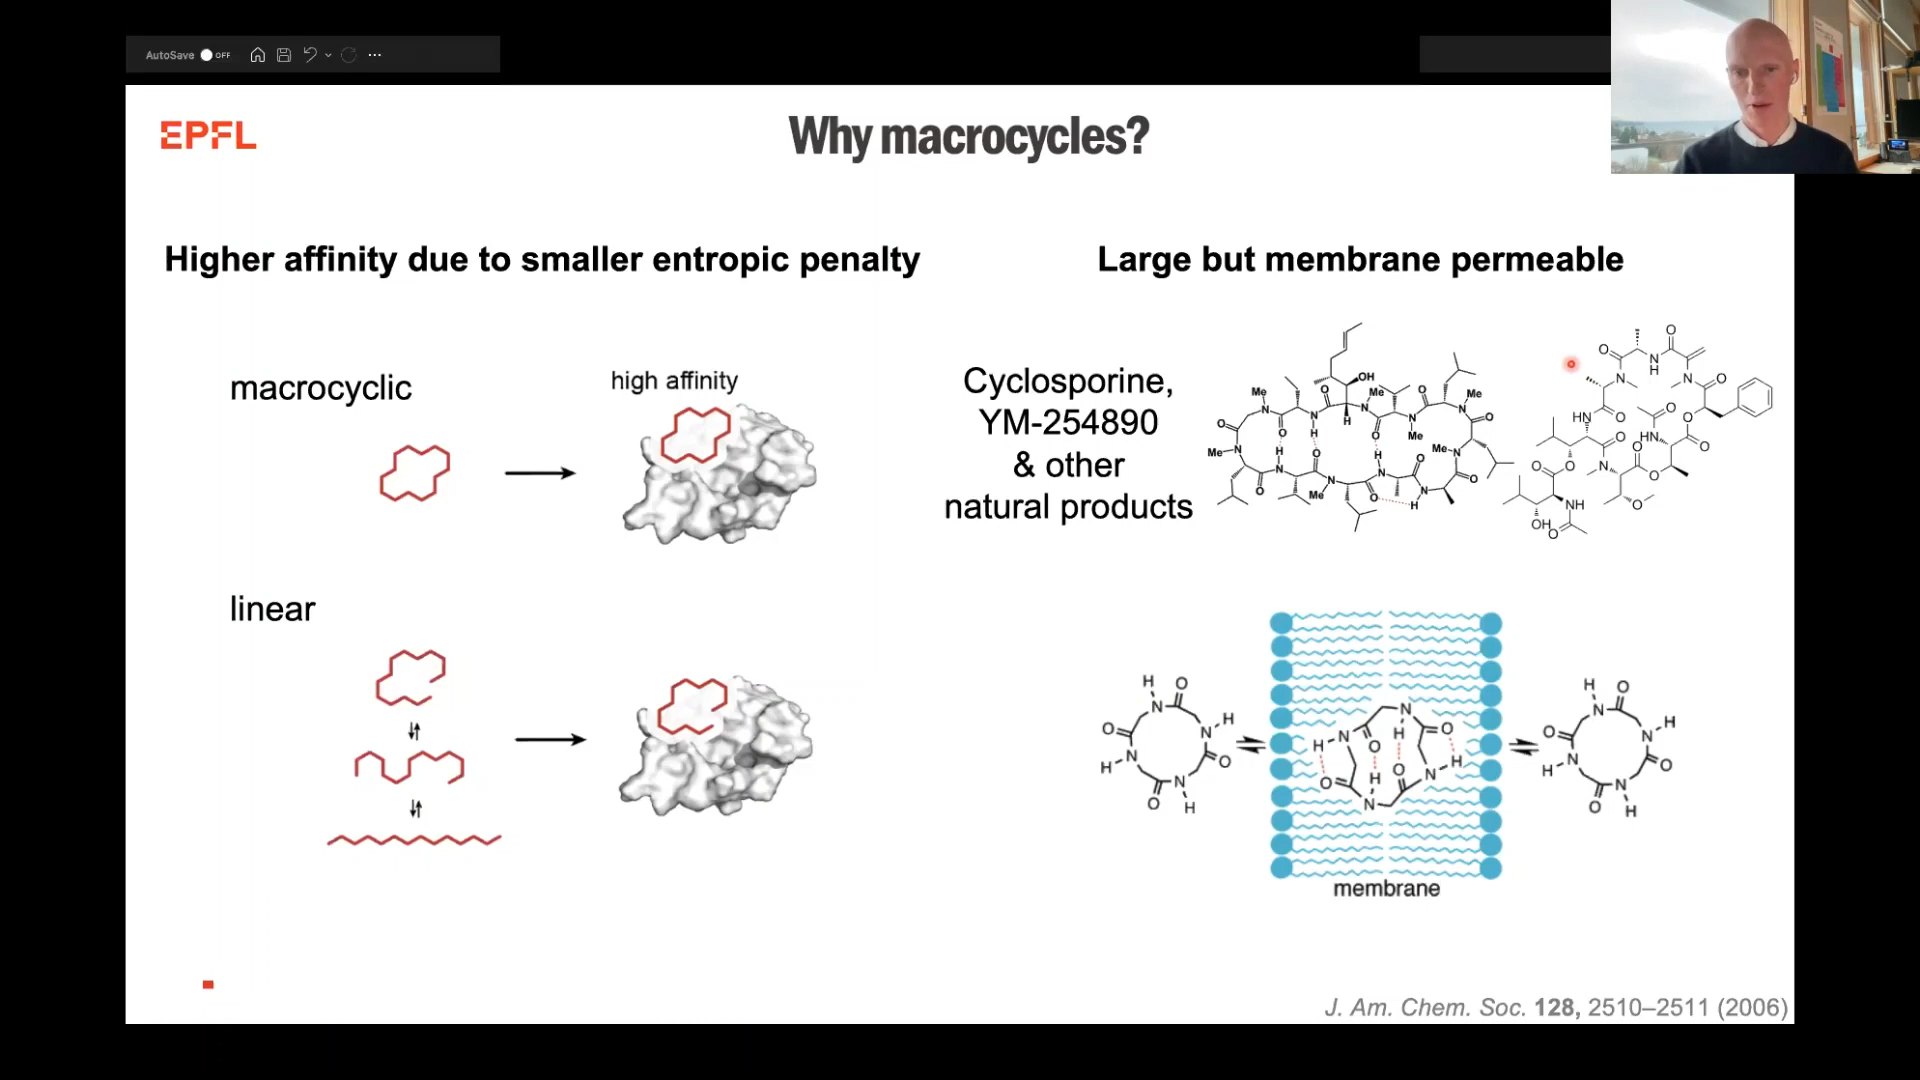 AutoSave OFF
EPFL
Why macrocycles?
Higher affinity due to smaller entropic penalty
macrocyclic
high affinity
linear
Large but membrane permeable
Cyclosporine,
YM-254890
& other
natural products
membrane
J. Am. Chem. Soc. 128, 2510–2511 (2006)